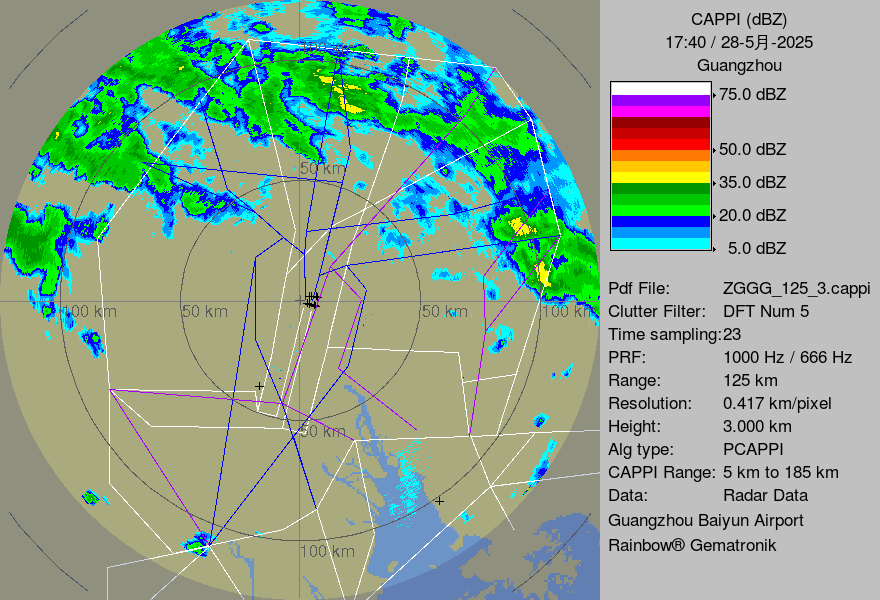 CAPPI (dBZ)
17:40 / 28-5月-2025
Guangzhou
75.0 dBZ
50.0 dBZ
35.0 dBZ
20.0 dBZ
5.0 dBZ
100 km
50 km
100 km
50 km
50 km
100 km
50 km
100 km
Pdf File: ZGGG_125_3.cappi
Clutter Filter: DFT Num 5
Time sampling:23
PRF: 1000 Hz / 666 Hz
Range: 125 km
Resolution: 0.417 km/pixel
Height: 3.000 km
Alg type: PCAPPI
CAPPI Range: 5 km to 185 km
Data: Radar Data
Guangzhou Baiyun Airport
Rainbow® Gematronik